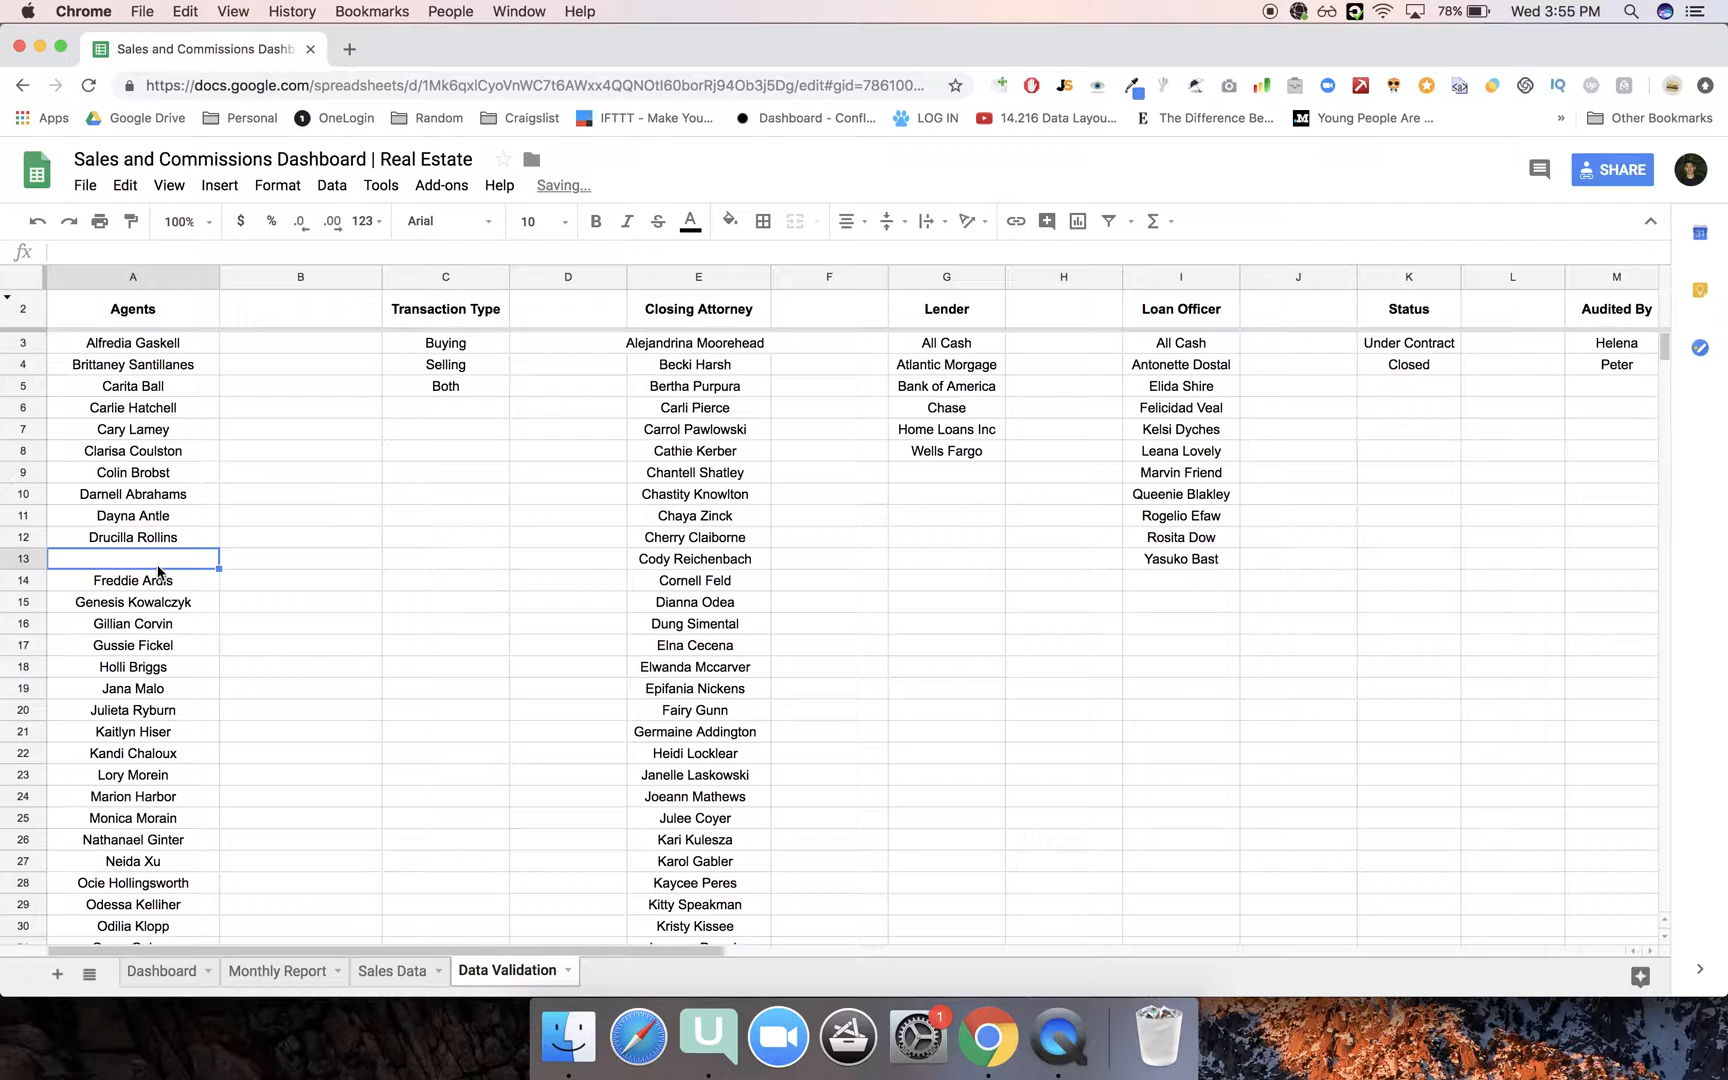 Chrome File Edit View History Bookmarks People Window Help 78% Wed 3:55 PM
Sales and Commissions Dashb
https://docs.google.com/spreadsheets/d/1Mk6qxlCyoVnWC7t6AWxx4QQNOtI60borRj94Ob3j5Dg/edit#gid=786100...
Apps Google Drive Personal OneLogin Random Craigslist IFTTT - Make You... Dashboard - Confl... LOG IN 14.216 Data Layou... The Difference Be... Young People Are ... » Other Bookmarks
Sales and Commissions Dashboard | Real Estate
SHARE
File Edit View Insert Format Data Tools Add-ons Help Saving...
100% $ % .0 .00 123 Arial 10 B I S A Σ
fx
A B C D E F G H I J K L M
2 Agents Transaction Type Closing Attorney Lender Loan Officer Status Audited By
3 Alfredia Gaskell Buying Alejandrina Moorehead All Cash All Cash Under Contract Helena
4 Brittaney Santillanes Selling Becki Harsh Atlantic Morgage Antonette Dostal Closed Peter
5 Carita Ball Both Bertha Purpura Bank of America Elida Shire
6 Carlie Hatchell Carli Pierce Chase Felicidad Veal
7 Cary Lamey Carrol Pawlowski Home Loans Inc Kelsi Dyches
8 Clarisa Coulston Cathie Kerber Wells Fargo Leana Lovely
9 Colin Brobst Chantell Shatley Marvin Friend
10 Darnell Abrahams Chastity Knowlton Queenie Blakley
11 Dayna Antle Chaya Zinck Rogelio Efaw
12 Drucilla Rollins Cherry Claiborne Rosita Dow
13 Cody Reichenbach Yasuko Bast
14 Freddie Ardis Cornell Feld
15 Genesis Kowalczyk Dianna Odea
16 Gillian Corvin Dung Simental
17 Gussie Fickel Elna Cecena
18 Holli Briggs Elwanda Mccarver
19 Jana Malo Epifania Nickens
20 Julieta Ryburn Fairy Gunn
21 Kaitlyn Hiser Germaine Addington
22 Kandi Chaloux Heidi Locklear
23 Lory Morein Janelle Laskowski
24 Marion Harbor Joeann Mathews
25 Monica Morain Julee Coyer
26 Nathanael Ginter Kari Kulesza
27 Neida Xu Karol Gabler
28 Ocie Hollingsworth Kaycee Peres
29 Odessa Kelliher Kitty Speakman
30 Odilia Klopp Kristy Kissee
Dashboard Monthly Report Sales Data Data Validation
1